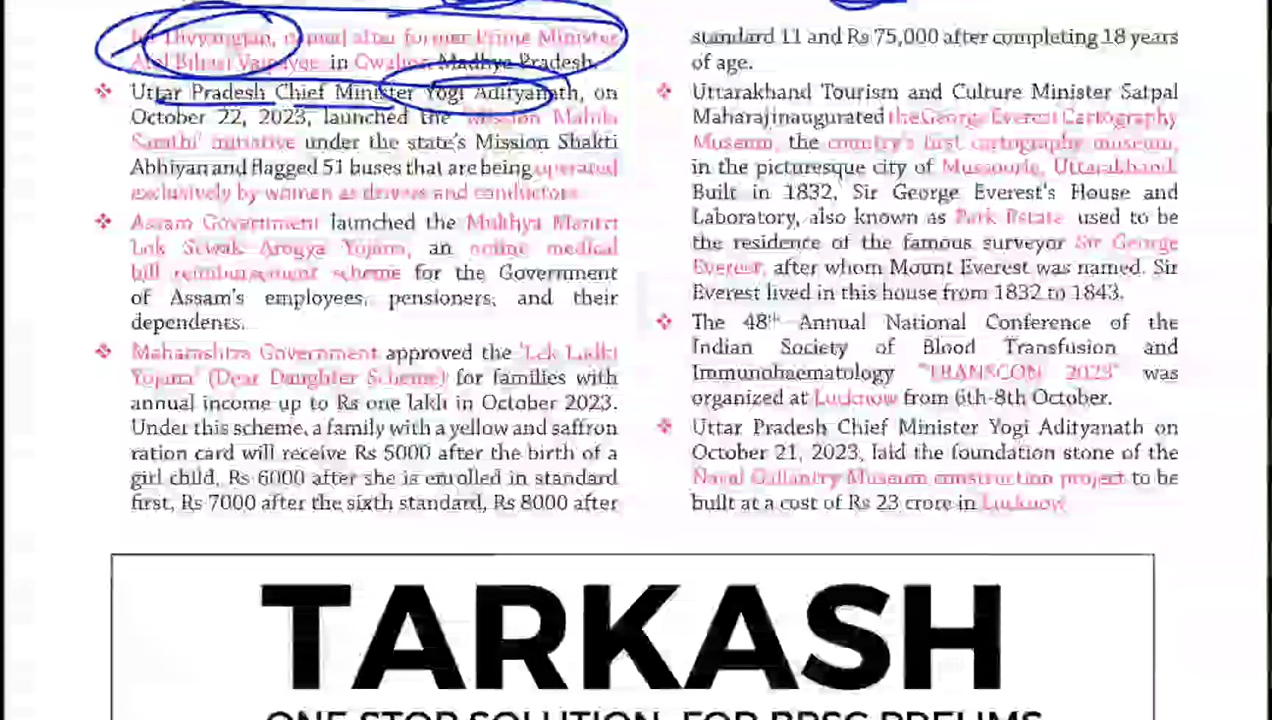 for Divyangjan, named after former Prime Minister
Atal Bihari Vajpayee in Gwalior, Madhya Pradesh.
❖ Uttar Pradesh Chief Minister Yogi Adityanath, on
October 22, 2023, launched the 'Mission Mahila
Sarathi' initiative under the state's Mission Shakti
Abhiyan and flagged 51 buses that are being operated
exclusively by women as drivers and conductors.
❖ Assam Government launched the Mukhya Mantri
Lok Sewak Arogya Yojana, an online medical
bill reimbursement scheme for the Government
of Assam's employees, pensioners, and their
dependents.
❖ Maharashtra Government approved the 'Lek Ladki
Yojana' (Dear Daughter Scheme) for families with
annual income up to Rs one lakh in October 2023.
Under this scheme, a family with a yellow and saffron
ration card will receive Rs 5000 after the birth of a
girl child, Rs 6000 after she is enrolled in standard
first, Rs 7000 after the sixth standard, Rs 8000 after
standard 11 and Rs 75,000 after completing 18 years
of age.
❖ Uttarakhand Tourism and Culture Minister Satpal
Maharaj inaugurated the George Everest Cartography
Museum, the country's first cartography museum,
in the picturesque city of Mussoorie, Uttarakhand.
Built in 1832, Sir George Everest's House and
Laboratory, also known as Park Estate used to be
the residence of the famous surveyor Sir George
Everest, after whom Mount Everest was named. Sir
Everest lived in this house from 1832 to 1843.
❖ The 48th Annual National Conference of the
Indian Society of Blood Transfusion and
Immunohaematology "TRANSCON 2023" was
organized at Lucknow from 6th-8th October.
❖ Uttar Pradesh Chief Minister Yogi Adityanath on
October 21, 2023, laid the foundation stone of the
Naval Gallantry Museum construction project to be
built at a cost of Rs 23 crore in Lucknow.
TARKASH
ONE STOP SOLUTION FOR BPSC PRELIMS